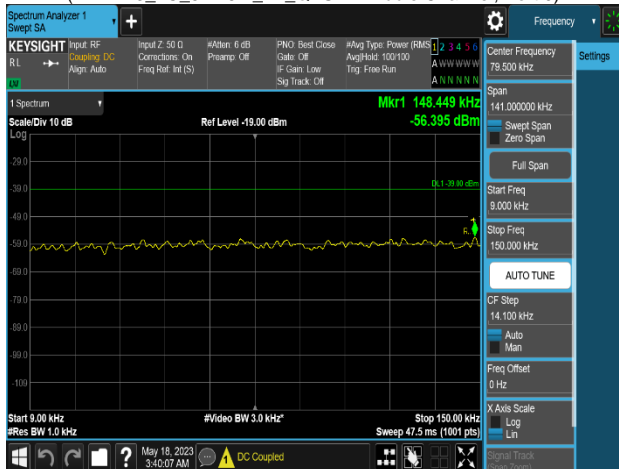 Spectrum Analyzer 1
Swept SA
+
Frequency
KEYSIGHT
RL
Input: RF
Coupling: DC
Align: Auto
Input Z: 50 Ω
Corrections: On
Freq Ref: Int (S)
#Atten: 6 dB
Preamp: Off
PNO: Best Close
Gate: Off
IF Gain: Low
Sig Track: Off
#Avg Type: Power (RMS
Avg|Hold: 100/100
Trig: Free Run
1 2 3 4 5 6
A W W W W W
A N N N N N
1 Spectrum
Mkr1 148.449 kHz
Scale/Div 10 dB
Ref Level -19.00 dBm
-56.395 dBm
Log
-29.0
DL1 -39.00 dBm
-39.0
-49.0
-59.0
-69.0
-79.0
-89.0
-99.0
-109
Start 9.00 kHz
#Video BW 3.0 kHz*
Stop 150.00 kHz
#Res BW 1.0 kHz
Sweep 47.5 ms (1001 pts)
Center Frequency
79.500 kHz
Settings
Span
141.000000 kHz
Swept Span
Zero Span
Full Span
Start Freq
9.000 kHz
Stop Freq
150.000 kHz
AUTO TUNE
CF Step
14.100 kHz
Auto
Man
Freq Offset
0 Hz
X Axis Scale
Log
Lin
Signal Track
(Span Zoom)
?
May 18, 2023
3:40:07 AM
DC Coupled